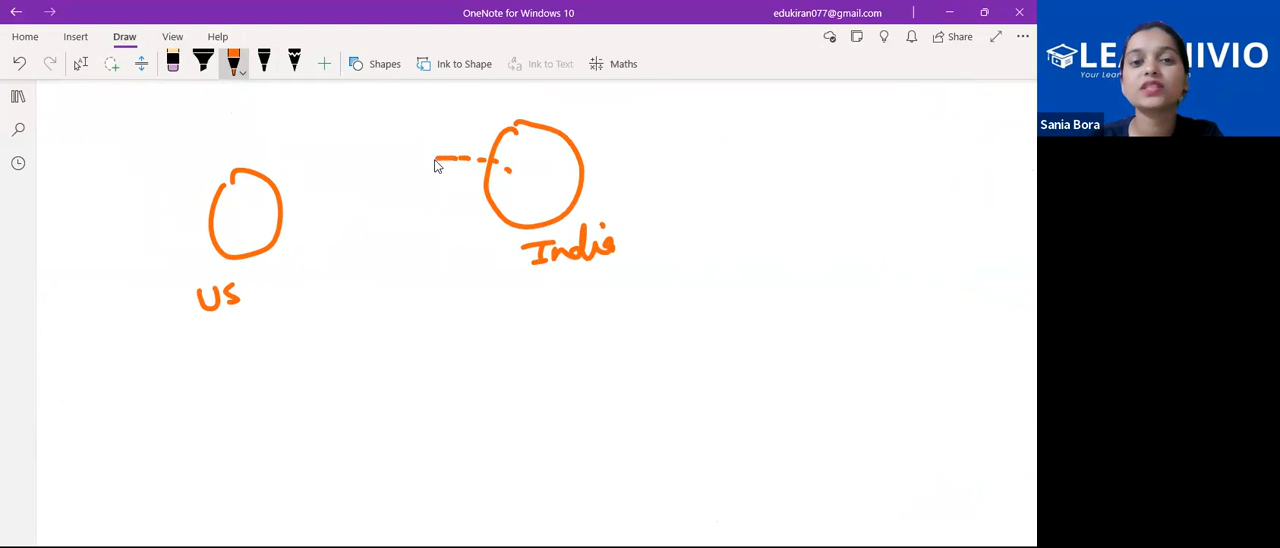 OneNote for Windows 10
edukiran077@gmail.com
Home Insert Draw View Help
Share
Shapes
Ink to Shape
Ink to Text
Maths
US
India
Sania Bora